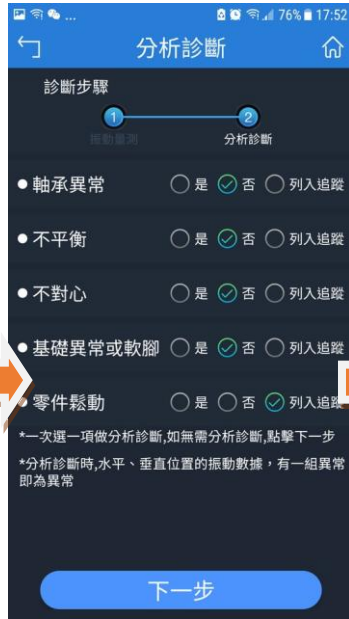 76% 17:52
分析診斷
診斷步驟
1 2
振動量測 分析診斷
軸承異常 是 否 列入追蹤
不平衡 是 否 列入追蹤
不對心 是 否 列入追蹤
基礎異常或軟腳 是 否 列入追蹤
零件鬆動 是 否 列入追蹤
*一次選一項做分析診斷,如無需分析診斷,點擊下一步
*分析診斷時,水平、垂直位置的振動數據，有一組異常
即為異常
下一步